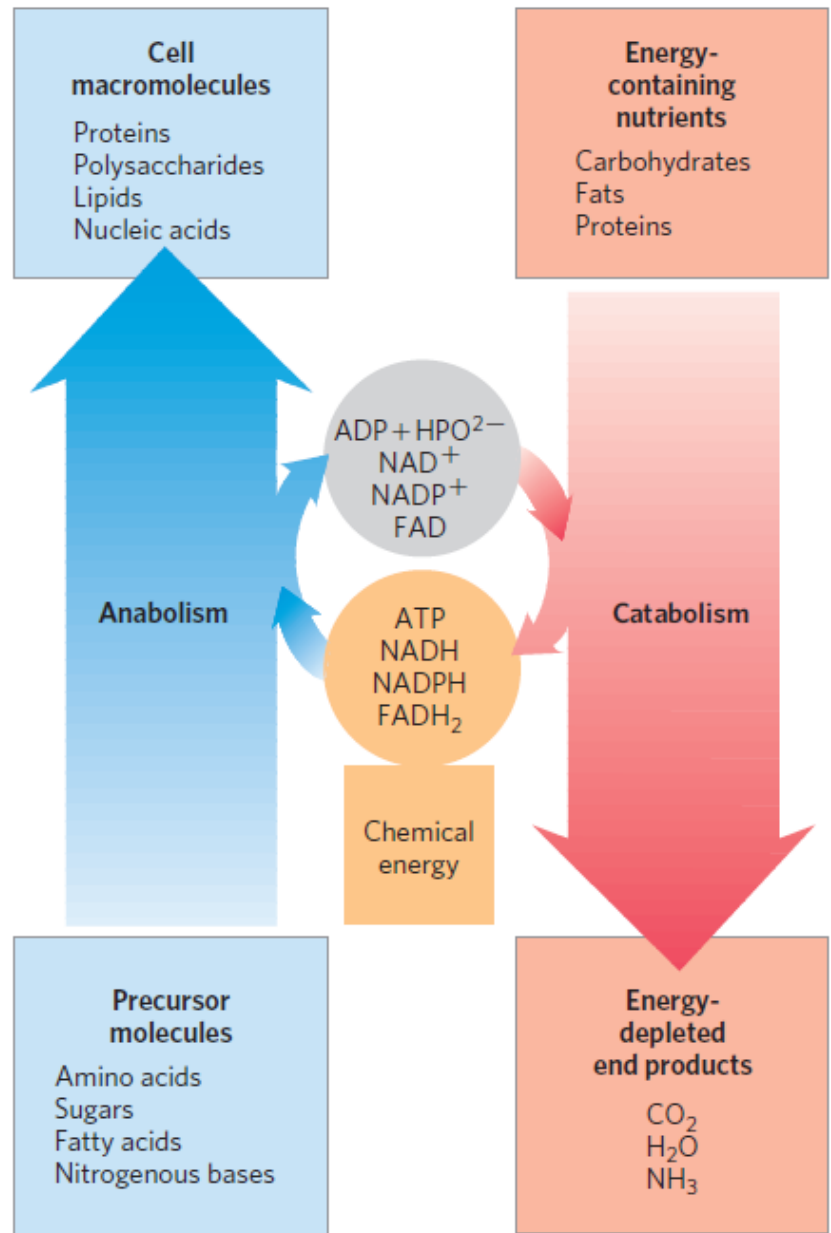 Cell
macromolecules
Proteins
Polysaccharides
Lipids
Nucleic acids
Energy-
containing
nutrients
Carbohydrates
Fats
Proteins
ADP+HPO²⁻
NAD⁺
NADP⁺
FAD
Anabolism
ATP
NADH
NADPH
FADH₂
Catabolism
Chemical
energy
Precursor
molecules
Amino acids
Sugars
Fatty acids
Nitrogenous bases
Energy-
depleted
end products
CO₂
H₂O
NH₃